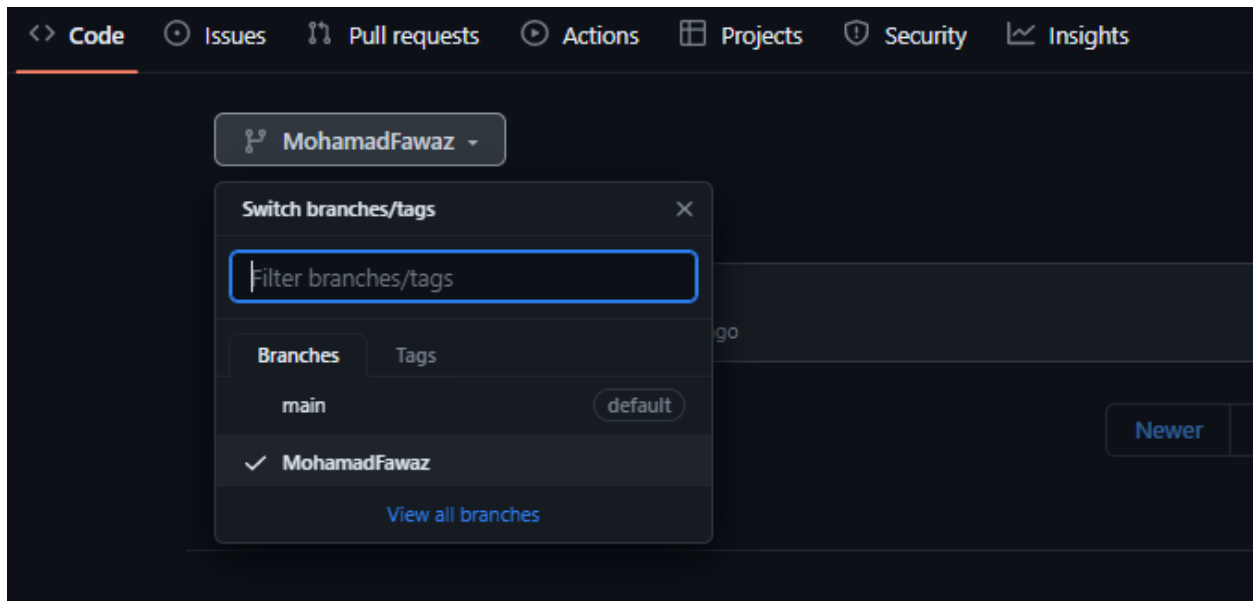 Code Issues Pull requests Actions Projects Security Insights
MohamadFawaz
Switch branches/tags
Filter branches/tags
go
Branches Tags
main default
Newer
MohamadFawaz
View all branches